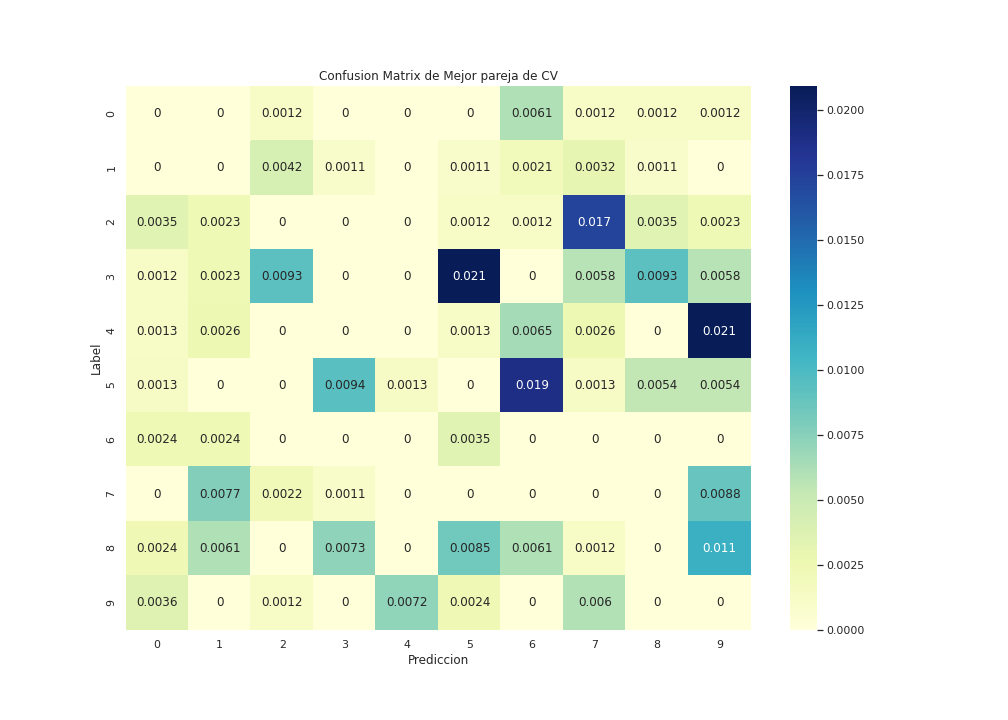 Confusion Matrix de Mejor pareja de CV
0 0 0 0.0012 0 0 0 0.0061 0.0012 0.0012 0.0012
1 0 0 0.0042 0.0011 0 0.0011 0.0021 0.0032 0.0011 0
2 0.0035 0.0023 0 0 0 0.0012 0.0012 0.017 0.0035 0.0023
3 0.0012 0.0023 0.0093 0 0 0.021 0 0.0058 0.0093 0.0058
4 0.0013 0.0026 0 0 0 0.0013 0.0065 0.0026 0 0.021
5 0.0013 0 0 0.0094 0.0013 0 0.019 0.0013 0.0054 0.0054
6 0.0024 0.0024 0 0 0 0.0035 0 0 0 0
7 0 0.0077 0.0022 0.0011 0 0 0 0 0 0.0088
8 0.0024 0.0061 0 0.0073 0 0.0085 0.0061 0.0012 0 0.011
9 0.0036 0 0.0012 0 0.0072 0.0024 0 0.006 0 0
0 1 2 3 4 5 6 7 8 9
Prediccion
Label
0.0200
0.0175
0.0150
0.0125
0.0100
0.0075
0.0050
0.0025
0.0000